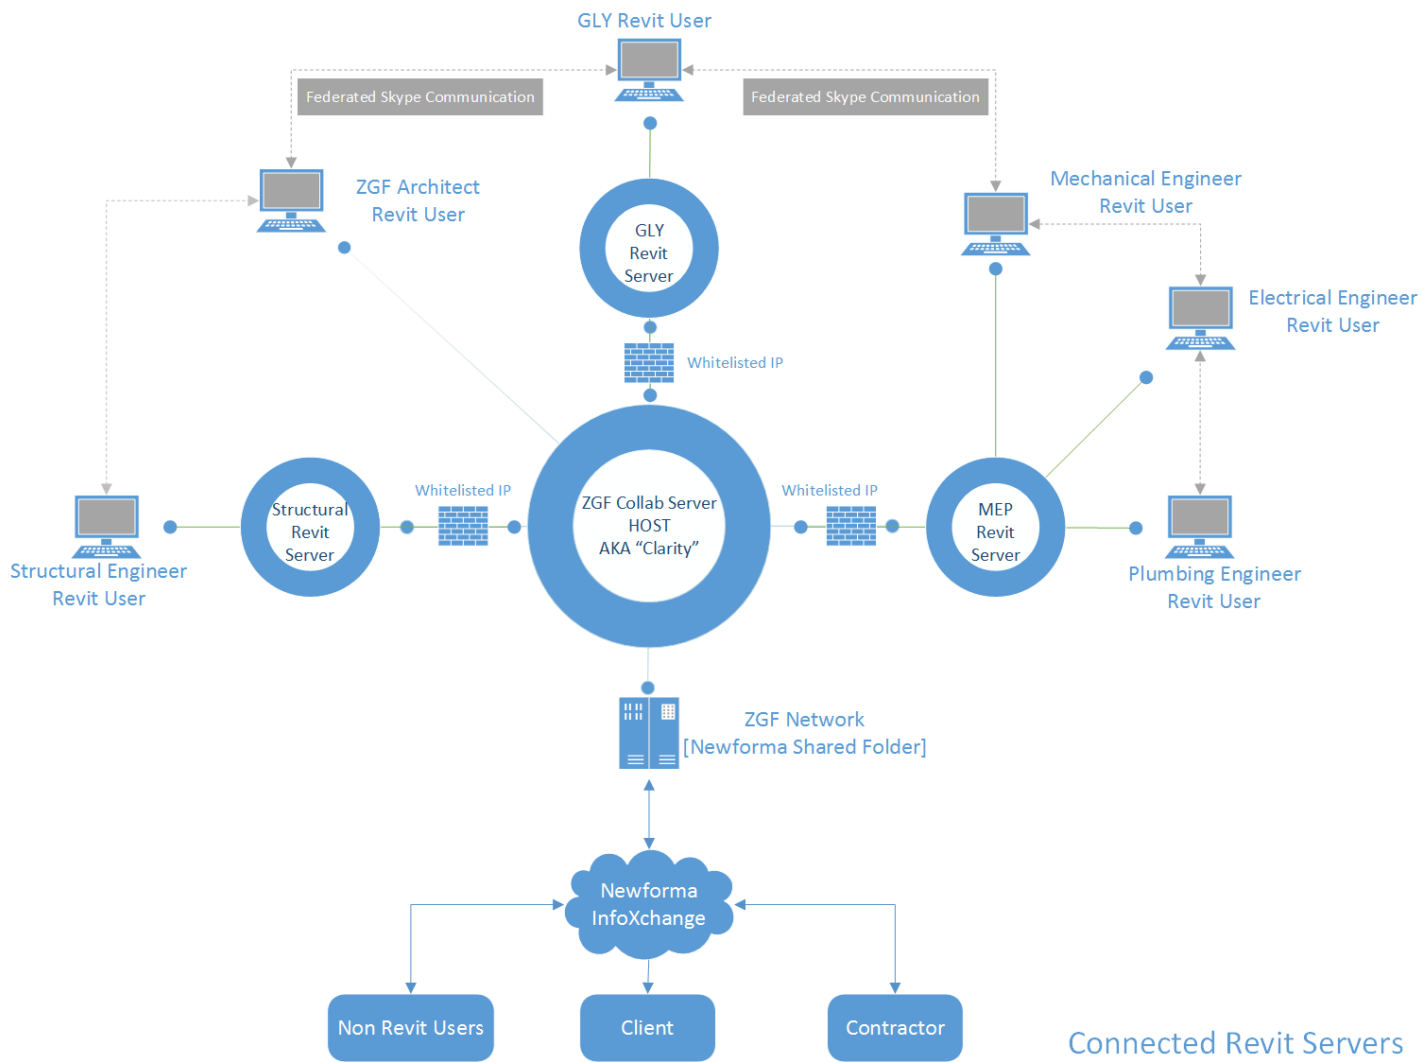 GLY Revit User
Federated Skype Communication
Federated Skype Communication
ZGF Architect
Revit User
Mechanical Engineer
Revit User
GLY
Revit
Server
Electrical Engineer
Revit User
Whitelisted IP
Whitelisted IP
Whitelisted IP
Structural
Revit
Server
ZGF Collab Server
HOST
AKA “Clarity”
MEP
Revit
Server
Structural Engineer
Revit User
Plumbing Engineer
Revit User
ZGF Network
[Newforma Shared Folder]
Newforma
InfoXchange
Non Revit Users
Client
Contractor
Connected Revit Servers